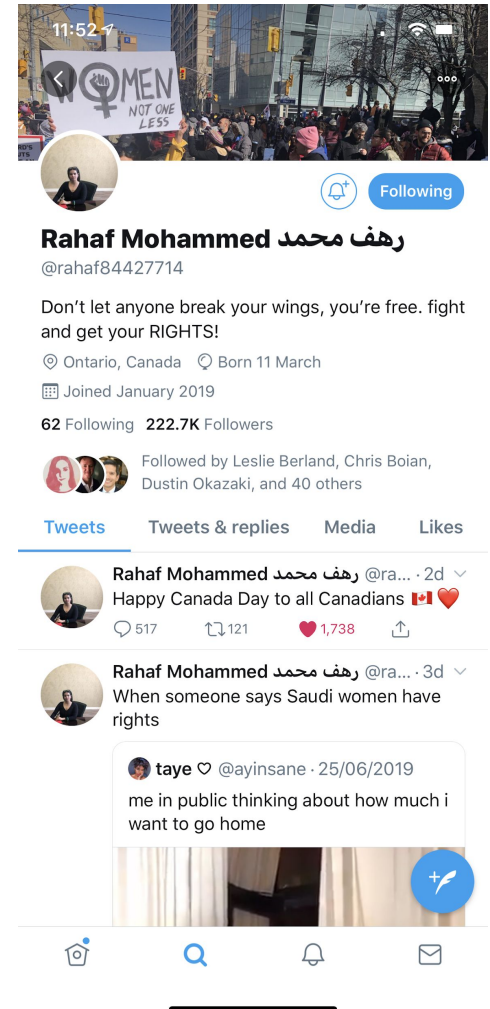 11:52
WOMEN
NOT ONE
LESS
Following
Rahaf Mohammed رهف محمد
@rahaf84427714
Don’t let anyone break your wings, you’re free. fight
and get your RIGHTS!
Ontario, Canada Born 11 March
Joined January 2019
62 Following 222.7K Followers
Followed by Leslie Berland, Chris Boian,
Dustin Okazaki, and 40 others
Tweets Tweets & replies Media Likes
Rahaf Mohammed رهف محمد @ra... · 2d
Happy Canada Day to all Canadians 🇨🇦❤️
517 121 1,738
Rahaf Mohammed رهف محمد @ra... · 3d
When someone says Saudi women have
rights
taye ♡ @ayinsane · 25/06/2019
me in public thinking about how much i
want to go home